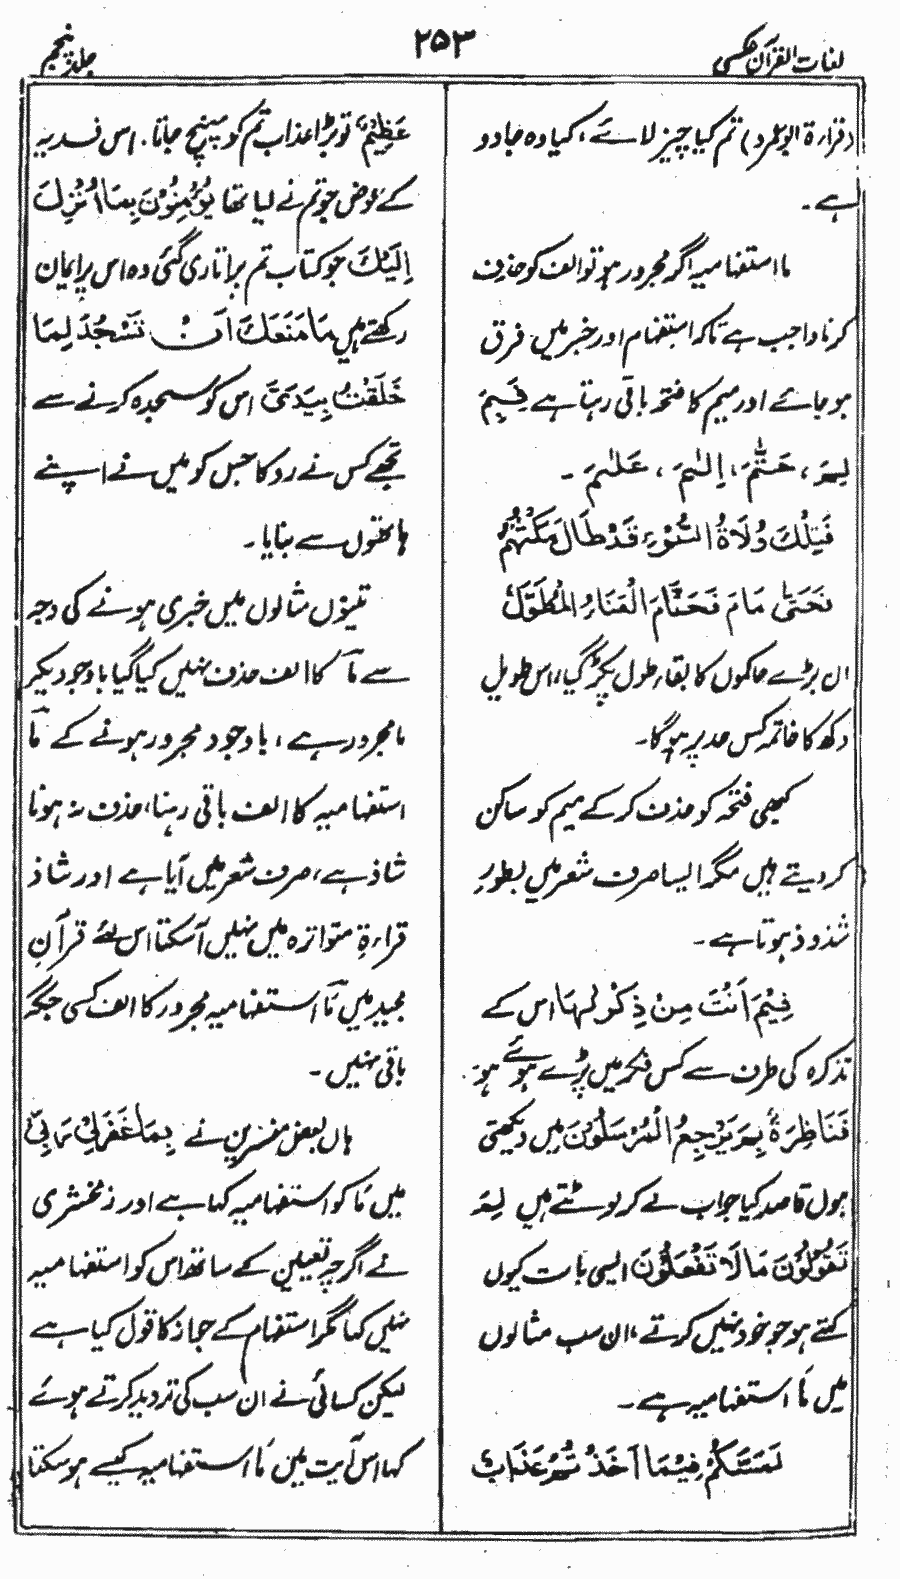 لغات القرآن عکسی
۲۵۳
جلد پنجم
(قراءۃ ابو عمرو) تم کیا چیز لائے، کیا وہ جادو
ہے۔
ما استفہامیہ اگر مجرور ہو تو الف کو حذف
کرنا واجب ہے تاکہ استفہام اور خبر میں فرق
ہو جائے اور میم کا فتحہ باقی رہتا ہے فِیْمَ
لِمَ، حَتَّٰمَ، اِلٰمَ، عَلٰمَ۔
فَتِلْكَ وُلَاۃُ السُّوْءِ قَدْ طَالَ مَكْثُهُمْ
فَحَتَّامَ حَتَّامَ الْعَنَاءُ الْمُطَوَّلُ
ان بڑے حاکموں کا بقاء طول پکڑ گیا، اس طویل
دکھ کا خاتمہ کس حد پر ہوگا۔
کبھی فتحہ کو حذف کر کے میم کو ساکن
کر دیتے ہیں مگر ایسا صرف شعر میں بطورِ
شذوذ ہوتا ہے۔
فِیْمَ اَنْتَ مِنْ ذِكْرٰىهَا اس کے
تذکرہ کی طرف سے کس فکر میں پڑے ہوئے ہو
فَنَاظِرَةٌ بِمَ يَرْجِعُ الْمُرْسَلُوْنَ میں دیکھتی
ہوں قاصد کیا جواب لے کر لوٹتے ہیں لِمَ
تَقُوْلُوْنَ مَا لَا تَفْعَلُوْنَ ایسی بات کیوں
کہتے ہو جو خود نہیں کرتے، ان سب مثالوں
میں مَا استفہامیہ ہے۔
لَمَسَّكُمْ فِيْمَا اَخَذْتُمْ عَذَابٌ
عَظِيْمٌ تو بڑا عذاب تم کو پہنچ جاتا۔ اس فدیہ
کے عوض جو تم نے لیا تھا يُؤْمِنُوْنَ بِمَا اُنْزِلَ
اِلَيْكَ جو کتاب تم پر اتاری گئی وہ اس پر ایمان
رکھتے ہیں مَا مَنَعَكَ اَنْ تَسْجُدَ لِمَا
خَلَقْتُ بِيَدَىَّ اس کو سجدہ کرنے سے
تجھے کس نے روکا جس کو میں نے اپنے
ہاتھوں سے بنایا۔
تینوں مثالوں میں خبری ہونے کی وجہ
سے مَا کا الف حذف نہیں کیا گیا باوجودیکہ
ما مجرور ہے، باوجود مجرور ہونے کے مَا
استفہامیہ کا الف باقی رہنا، حذف نہ ہونا
شاذ ہے، صرف شعر میں آیا ہے اور شاذ
قراءۃ متواترہ میں نہیں آسکتا اس لئے قرآنِ
مجید میں مَا استفہامیہ مجرور کا الف کسی جگہ
باقی نہیں۔
ہاں بعض مفسرین نے بِمَا غَفَرَ لِيْ رَبِّيْ
میں مَا کو استفہامیہ کہا ہے اور زمخشری
نے اگرچہ تعیین کے ساتھ اس کو استفہامیہ
نہیں کہا مگر استفہام کے جواز کا قول کیا ہے
لیکن کسائی نے ان سب کی تردید کرتے ہوئے
کہا اس آیت میں مَا استفہامیہ کیسے ہو سکتا